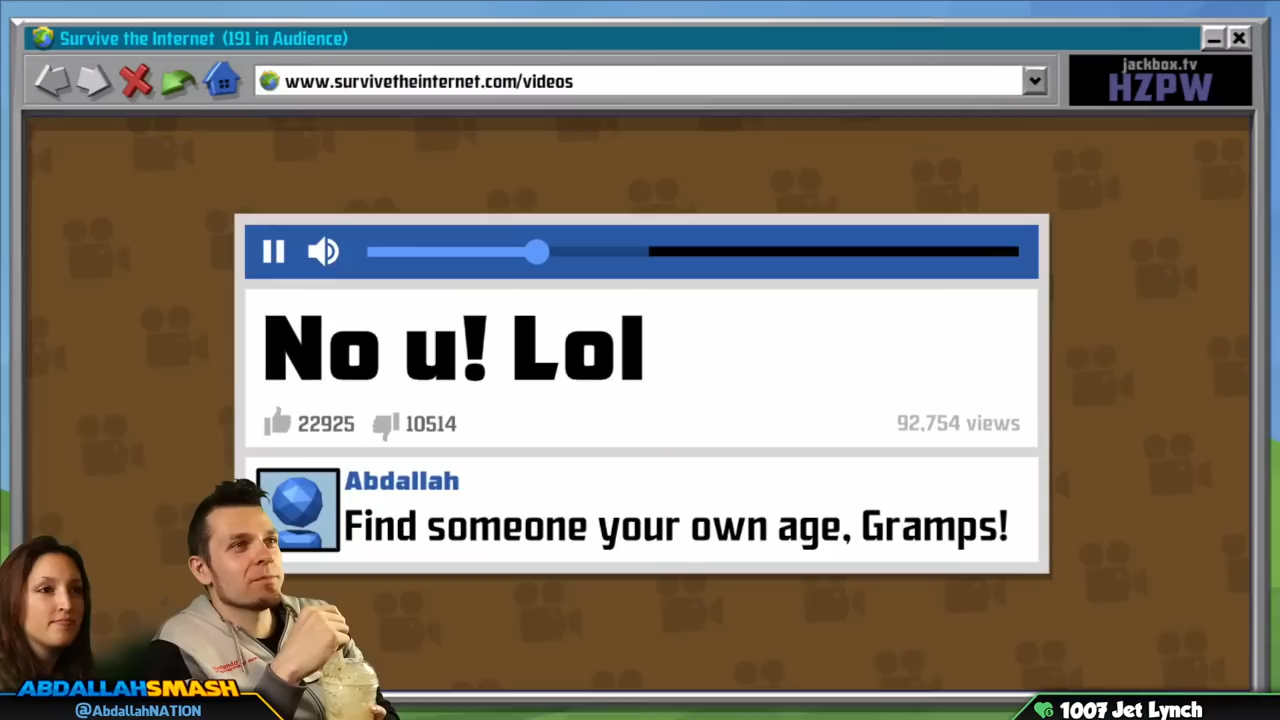 Survive the Internet (191 in Audience)
www.survivetheinternet.com/videos
jackbox.tv
HZPW
No u! Lol
22925 10514
92,754 views
Abdallah
Find someone your own age, Gramps!
ABDALLAHSMASH
@AbdallahNATION
1007 Jet Lynch